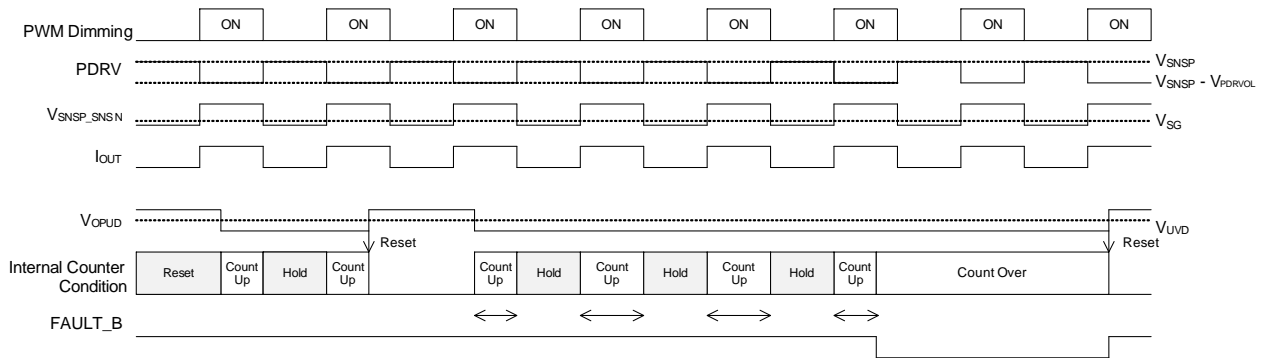 PWM Dimming ON ON ON ON ON ON ON ON
PDRV VSNSP
VSNSP - VPDRVOL
VSNSP_SNSN VSG
IOUT
VOPUD VUVD
Reset Reset
Internal Counter Condition Reset Count Up Hold Count Up Count Up Hold Count Up Hold Count Up Hold Count Up Count Over
FAULT_B